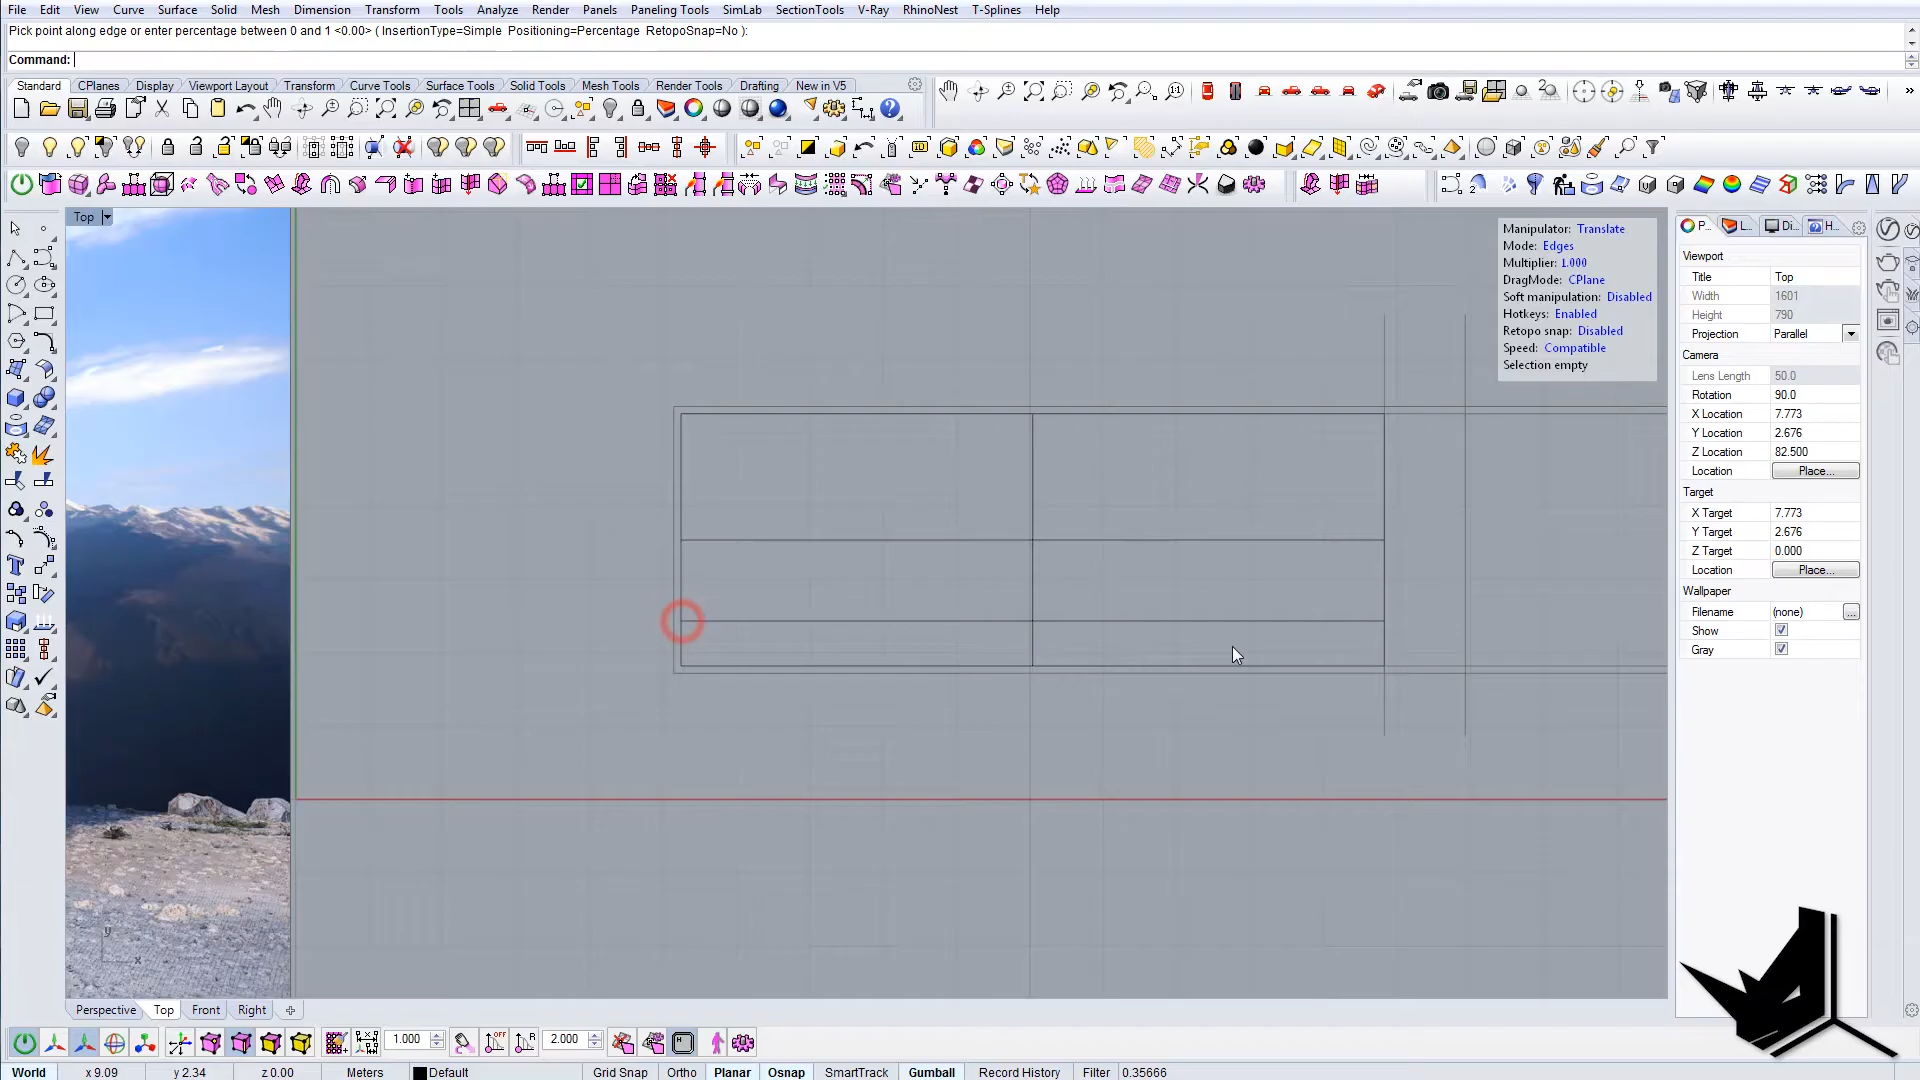 File Edit View Curve Surface Solid Mesh Dimension Transform Tools Analyze Render Panels Paneling Tools SimLab SectionTools V-Ray RhinoNest T-Splines Help
Pick point along edge or enter percentage between 0 and 1 <0.00> ( InsertionType=Simple Positioning=Percentage RetopoSnap=No ):
Command:
Standard CPlanes Display Viewport Layout Transform Curve Tools Surface Tools Solid Tools Mesh Tools Render Tools Drafting New in V5
Top
Manipulator: Translate
Mode: Edges
Multiplier: 1.000
DragMode: CPlane
Soft manipulation: Disabled
Hotkeys: Enabled
Retopo snap: Disabled
Speed: Compatible
Selection empty
P... L... Di... H...
Viewport
Title Top
Width 1601
Height 790
Projection Parallel
Camera
Lens Length 50.0
Rotation 90.0
X Location 7.773
Y Location 2.676
Z Location 82.500
Location Place...
Target
X Target 7.773
Y Target 2.676
Z Target 0.000
Location Place...
Wallpaper
Filename (none) ...
Show
Gray
y
x
Perspective Top Front Right
1.000 OFF R 2.000 H
World x 9.09 y 2.34 z 0.00 Meters Default Grid Snap Ortho Planar Osnap SmartTrack Gumball Record History Filter 0.35666